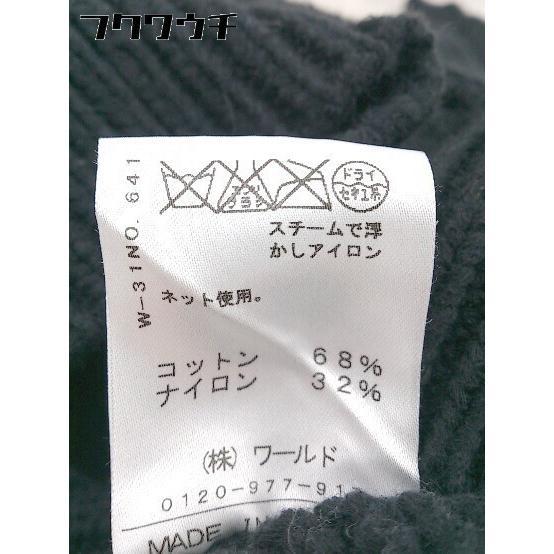 フクワウチ
ドライ
セキユ系
スチームで浮
かしアイロン
ネット使用。
コットン 68%
ナイロン 32%
(株)ワールド
0120-977-91
MADE IN
W-31NO. 641